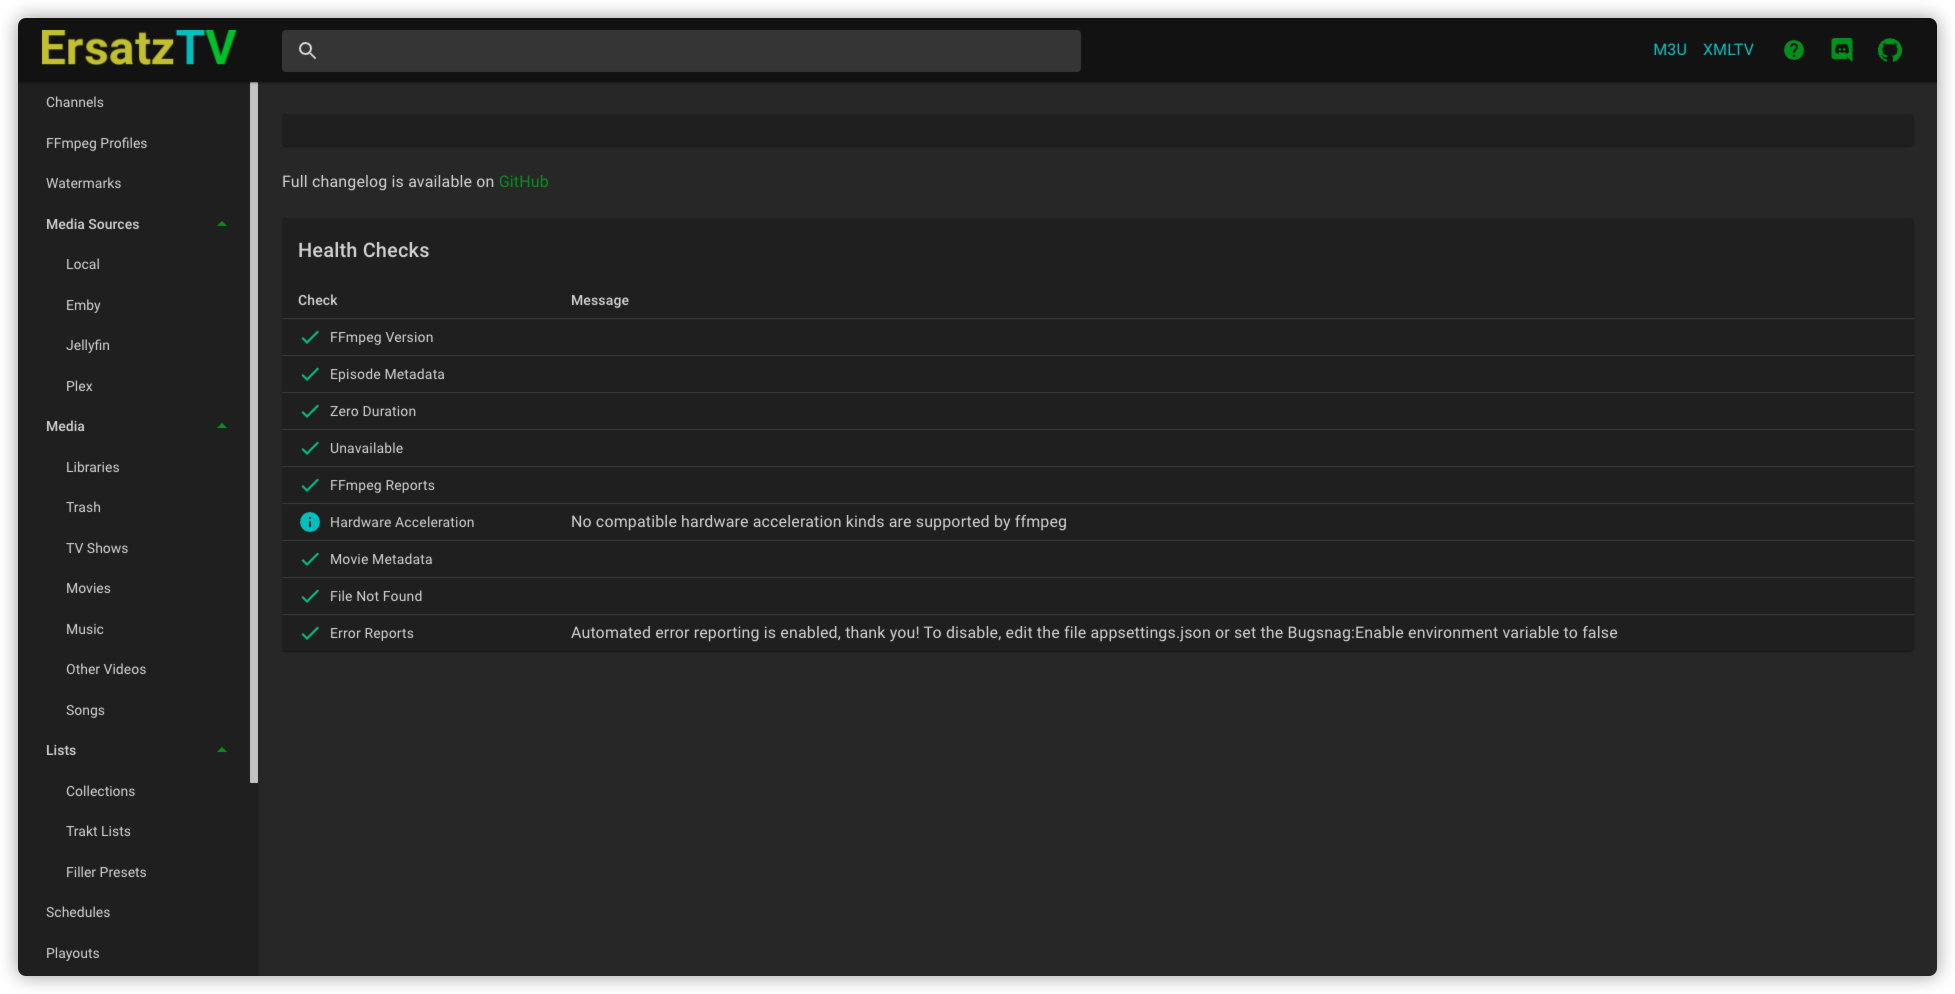 ErsatzTV
M3U XMLTV
Channels
FFmpeg Profiles
Watermarks
Media Sources
Local
Emby
Jellyfin
Plex
Media
Libraries
Trash
TV Shows
Movies
Music
Other Videos
Songs
Lists
Collections
Trakt Lists
Filler Presets
Schedules
Playouts
Full changelog is available on GitHub
Health Checks
Check Message
FFmpeg Version
Episode Metadata
Zero Duration
Unavailable
FFmpeg Reports
Hardware Acceleration No compatible hardware acceleration kinds are supported by ffmpeg
Movie Metadata
File Not Found
Error Reports Automated error reporting is enabled, thank you! To disable, edit the file appsettings.json or set the Bugsnag:Enable environment variable to false